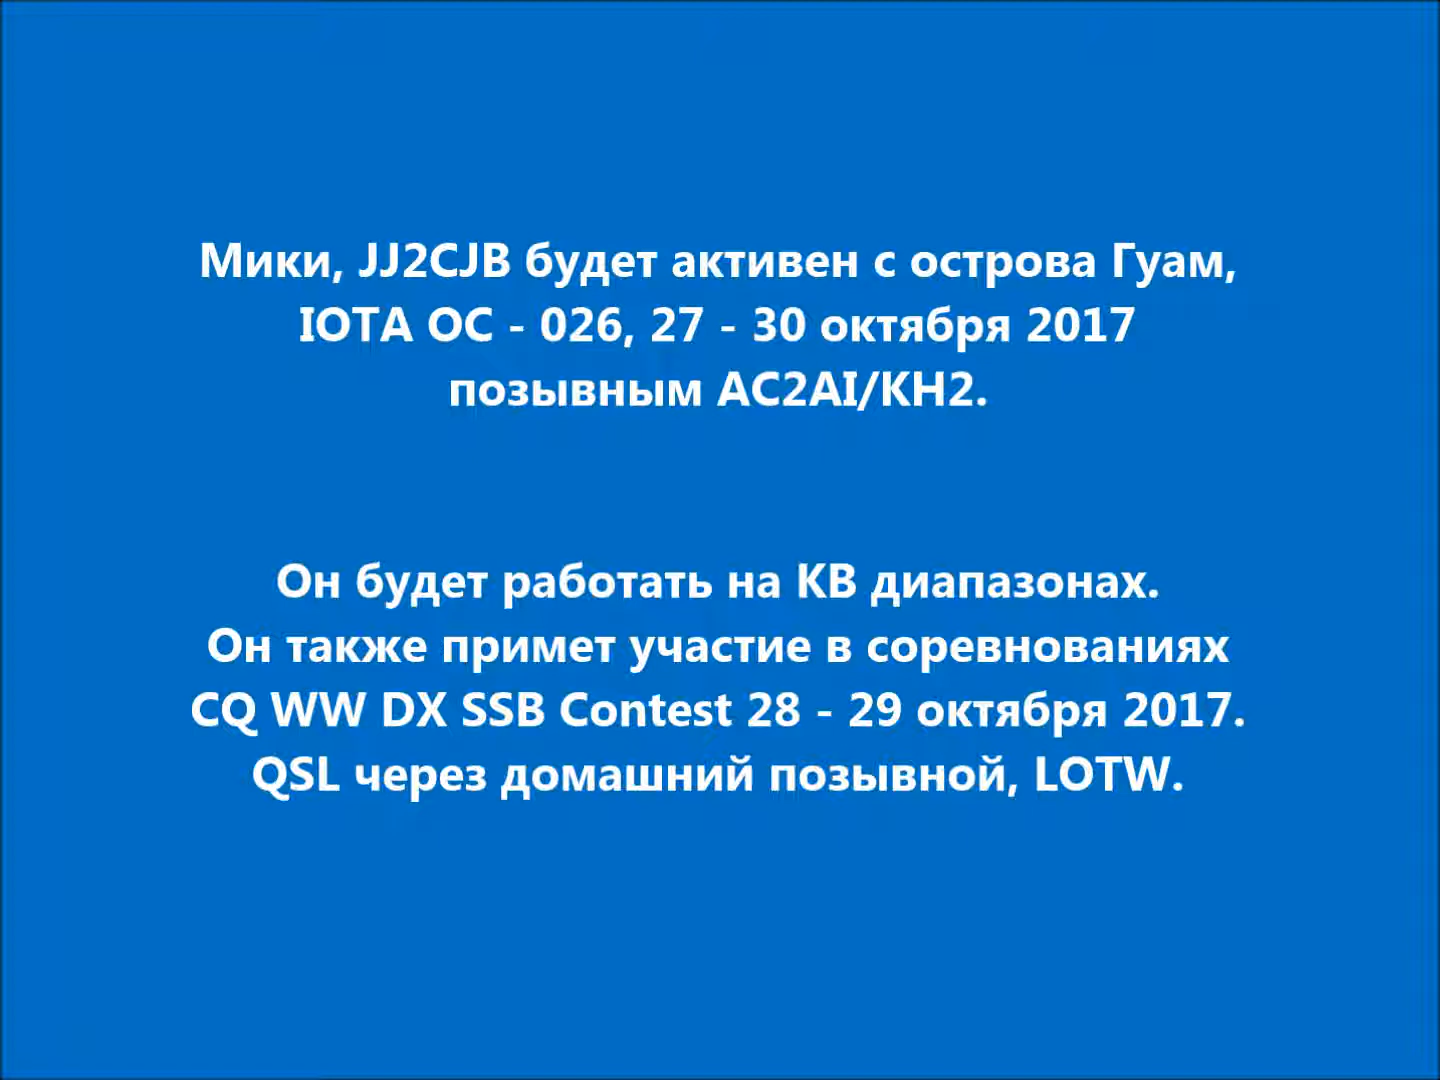 Мики, JJ2CJB будет активен с острова Гуам,
IOTA OC - 026, 27 - 30 октября 2017
позывным AC2AI/KH2.
Он будет работать на КВ диапазонах.
Он также примет участие в соревнованиях
CQ WW DX SSB Contest 28 - 29 октября 2017.
QSL через домашний позывной, LOTW.